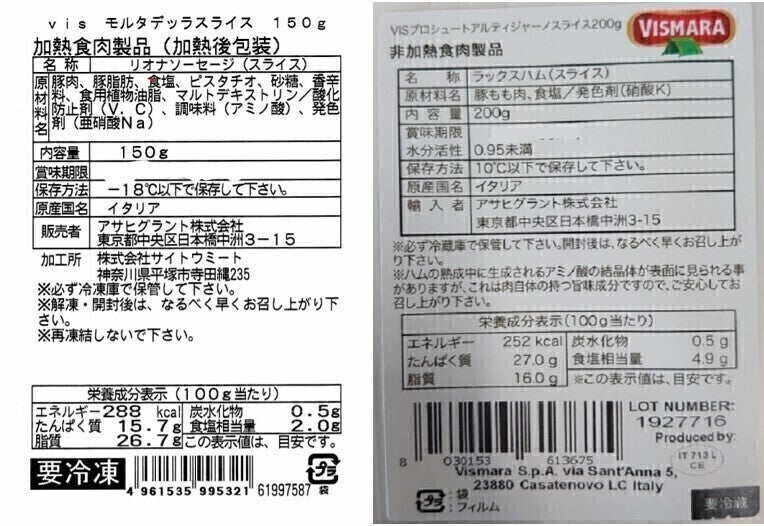 vis モルタデッラスライス 150g
加熱食肉製品（加熱後包装）
名称 リオナソーセージ（スライス）
原材料名 豚肉、豚脂肪、食塩、ピスタチオ、砂糖、香辛
料、食用植物油脂、マルトデキストリン／酸化
防止剤（V.C）、調味料（アミノ酸）、発色
剤（亜硝酸Na）
内容量 150g
賞味期限
保存方法 －18℃以下で保存して下さい。
原産国名 イタリア
販売者 アサヒグラント株式会社
東京都中央区日本橋中洲3－15
加工所 株式会社サイトウミート
神奈川県平塚市寺田縄235
※必ず冷凍庫で保管して下さい。
※解凍・開封後は、なるべく早くお召し上がり下
さい。
※再凍結しないで下さい。
栄養成分表示（100g当たり）
エネルギー 288 kcal 炭水化物 0.5g
たんぱく質 15.7g 食塩相当量 2.0g
脂質 26.7g この表示値は、目安です。
要冷凍
4 961535 995321 61997587
プラ
袋
VISプロシュートアルティジャーノスライス200g
VISMARA
非加熱食肉製品
名称 ラックスハム(スライス)
原材料名 豚もも肉、食塩／発色剤(硝酸K)
内容量 200g
賞味期限
水分活性 0.95未満
保存方法 10℃以下で保存して下さい。
原産国名 イタリア
輸入者 アサヒグラント株式会社
東京都中央区日本橋中洲3-15
※必ず冷蔵庫で保管して下さい。開封後は、なるべく早くお召し上が
り下さい。
※ハムの熟成中に生成されるアミノ酸の結晶体が表面に見られる事
がありますが、これは肉自体の持つ旨味成分ですので、ご安心してお
召し上がり下さい。
栄養成分表示(100g当たり)
エネルギー 252 kcal 炭水化物 0.5 g
たんぱく質 27.0 g 食塩相当量 4.9 g
脂質 16.0 g ※この表示値は、目安です。
LOT NUMBER:
1927716
Produced by:
IT 713 L
CE
8 030153 613675
Vismara S.p.A. via Sant'Anna 5,
23880 Casatenovo LC Italy
プラ
:袋
:フィルム
要冷蔵